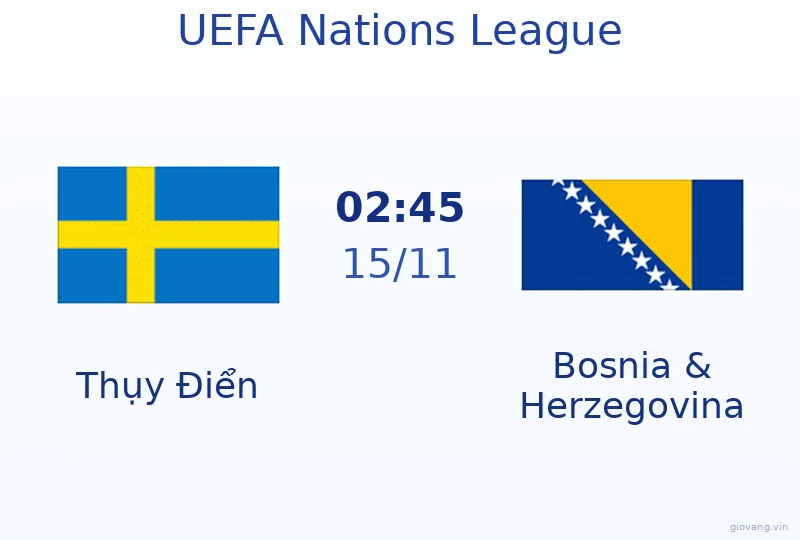 UEFA Nations League
02:45
15/11
Thụy Điển
Bosnia &
Herzegovina
giovang.vin